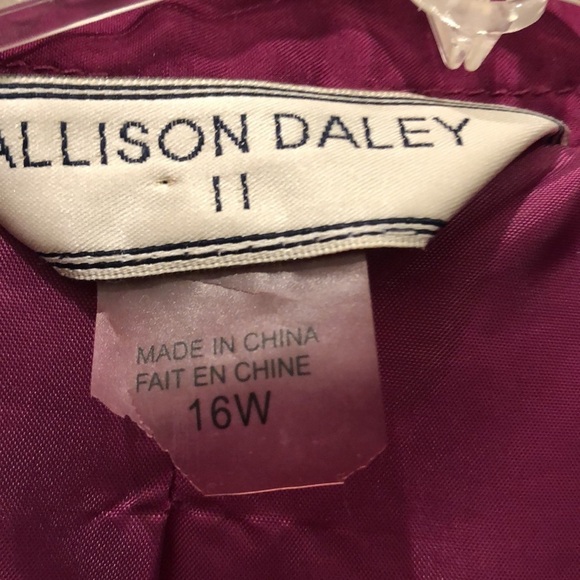 ALLISON DALEY
II
MADE IN CHINA
FAIT EN CHINE
16W